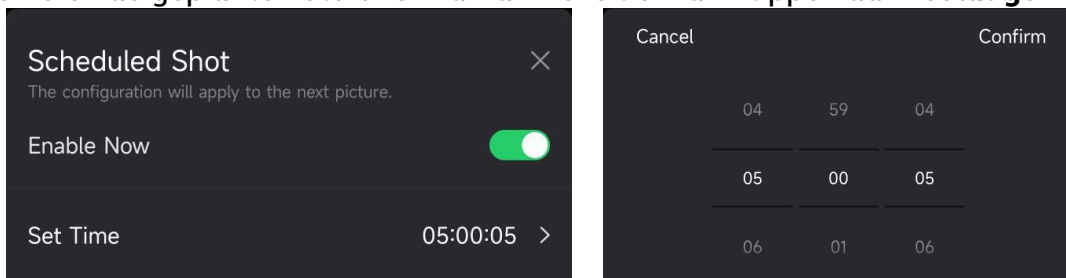 Scheduled Shot
The configuration will apply to the next picture.
Enable Now
Set Time 05:00:05 >
Cancel Confirm
04 59 04
05 00 05
06 01 06